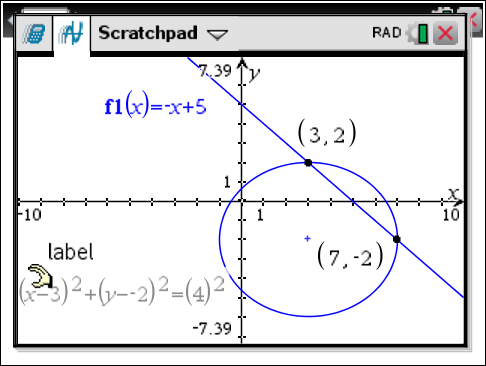 Scratchpad RAD
7.39 y
f1(x)=-x+5
(3, 2)
1
x
-10 1 10
label
(7, -2)
(x-3)²+(y--2)²=(4)²
-7.39